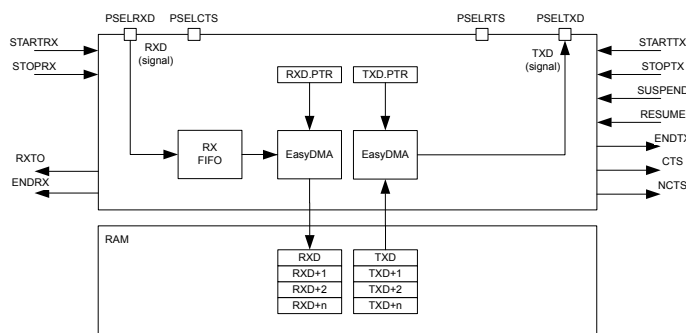 PSELRXD
PSELCTS
PSELRTS
PSELTXD
STARTRX
STOPRX
RXD
(signal)
TXD
(signal)
STARTTX
STOPTX
SUSPEND
RESUME
RXD.PTR
TXD.PTR
RX
FIFO
EasyDMA
EasyDMA
RXTO
ENDRX
ENDTX
CTS
NCTS
RAM
RXD
RXD+1
RXD+2
RXD+n
TXD
TXD+1
TXD+2
TXD+n